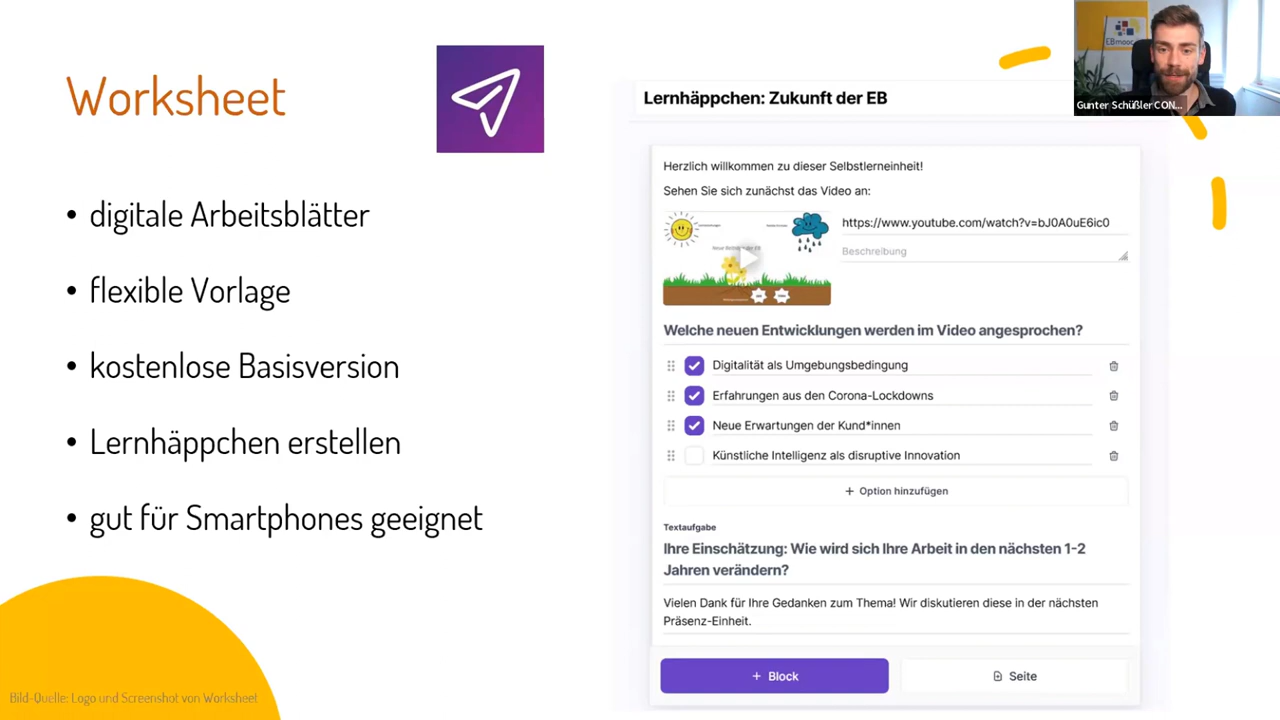 Worksheet
• digitale Arbeitsblätter
• flexible Vorlage
• kostenlose Basisversion
• Lernhäppchen erstellen
• gut für Smartphones geeignet
Bild-Quelle: Logo und Screenshot von Worksheet
Lernhäppchen: Zukunft der EB
Herzlich willkommen zu dieser Selbstlerneinheit!
Sehen Sie sich zunächst das Video an:
https://www.youtube.com/watch?v=bJ0A0uE6ic0
Beschreibung
Welche neuen Entwicklungen werden im Video angesprochen?
Digitalität als Umgebungsbedingung
Erfahrungen aus den Corona-Lockdowns
Neue Erwartungen der Kund*innen
Künstliche Intelligenz als disruptive Innovation
+ Option hinzufügen
Textaufgabe
Ihre Einschätzung: Wie wird sich Ihre Arbeit in den nächsten 1-2
Jahren verändern?
Vielen Dank für Ihre Gedanken zum Thema! Wir diskutieren diese in der nächsten
Präsenz-Einheit.
+ Block
Seite
EBmooc
Gunter Schüßler CON...